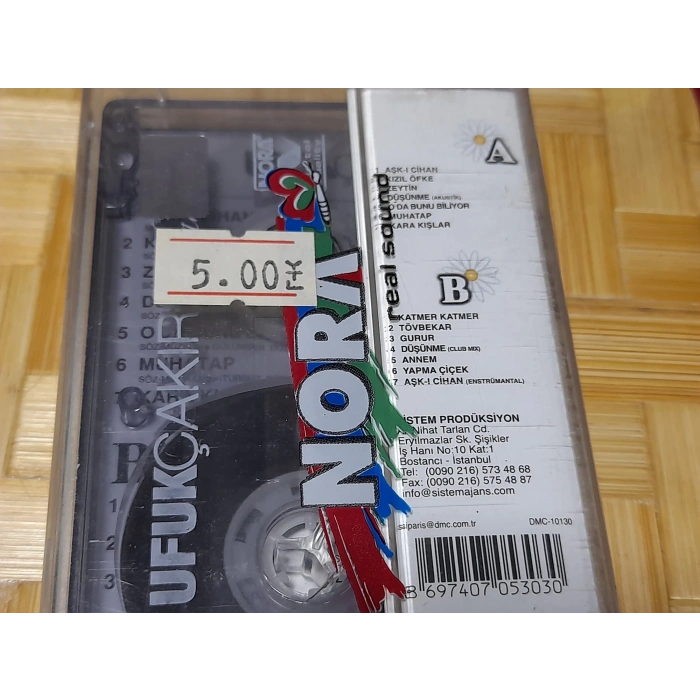 A
AŞK-I CİHAN
KIZIL ÖFKE
ZEYTİN
DÜŞÜNME (AKUSTİK)
O DA BUNU BİLİYOR
MUHATAP
KARA KIŞLAR
B
KATMER KATMER
2 TÖVBEKAR
3 GURUR
4 DÜŞÜNME (CLUB MIX)
5 ANNEM
6 YAPMA ÇİÇEK
7 AŞK-I CİHAN (ENSTRÜMANTAL)
SİSTEM PRODÜKSİYON
Nihat Tarlan Cd.
Eryılmazlar Sk. Şişikler
İş Hanı No:10 Kat:1
Bostancı - İstanbul
Tel: (0090 216) 573 48 68
Fax: (0090 216) 575 48 87
info@sistemajans.com
siparis@dmc.com.tr DMC-10130
8 697407 053030
real sound
NORA
NORA
5.00
UFUKÇAKIR
2 K
3 Z
4 D
5 O
6 MUHATAP
KARA K
B
1
2
3